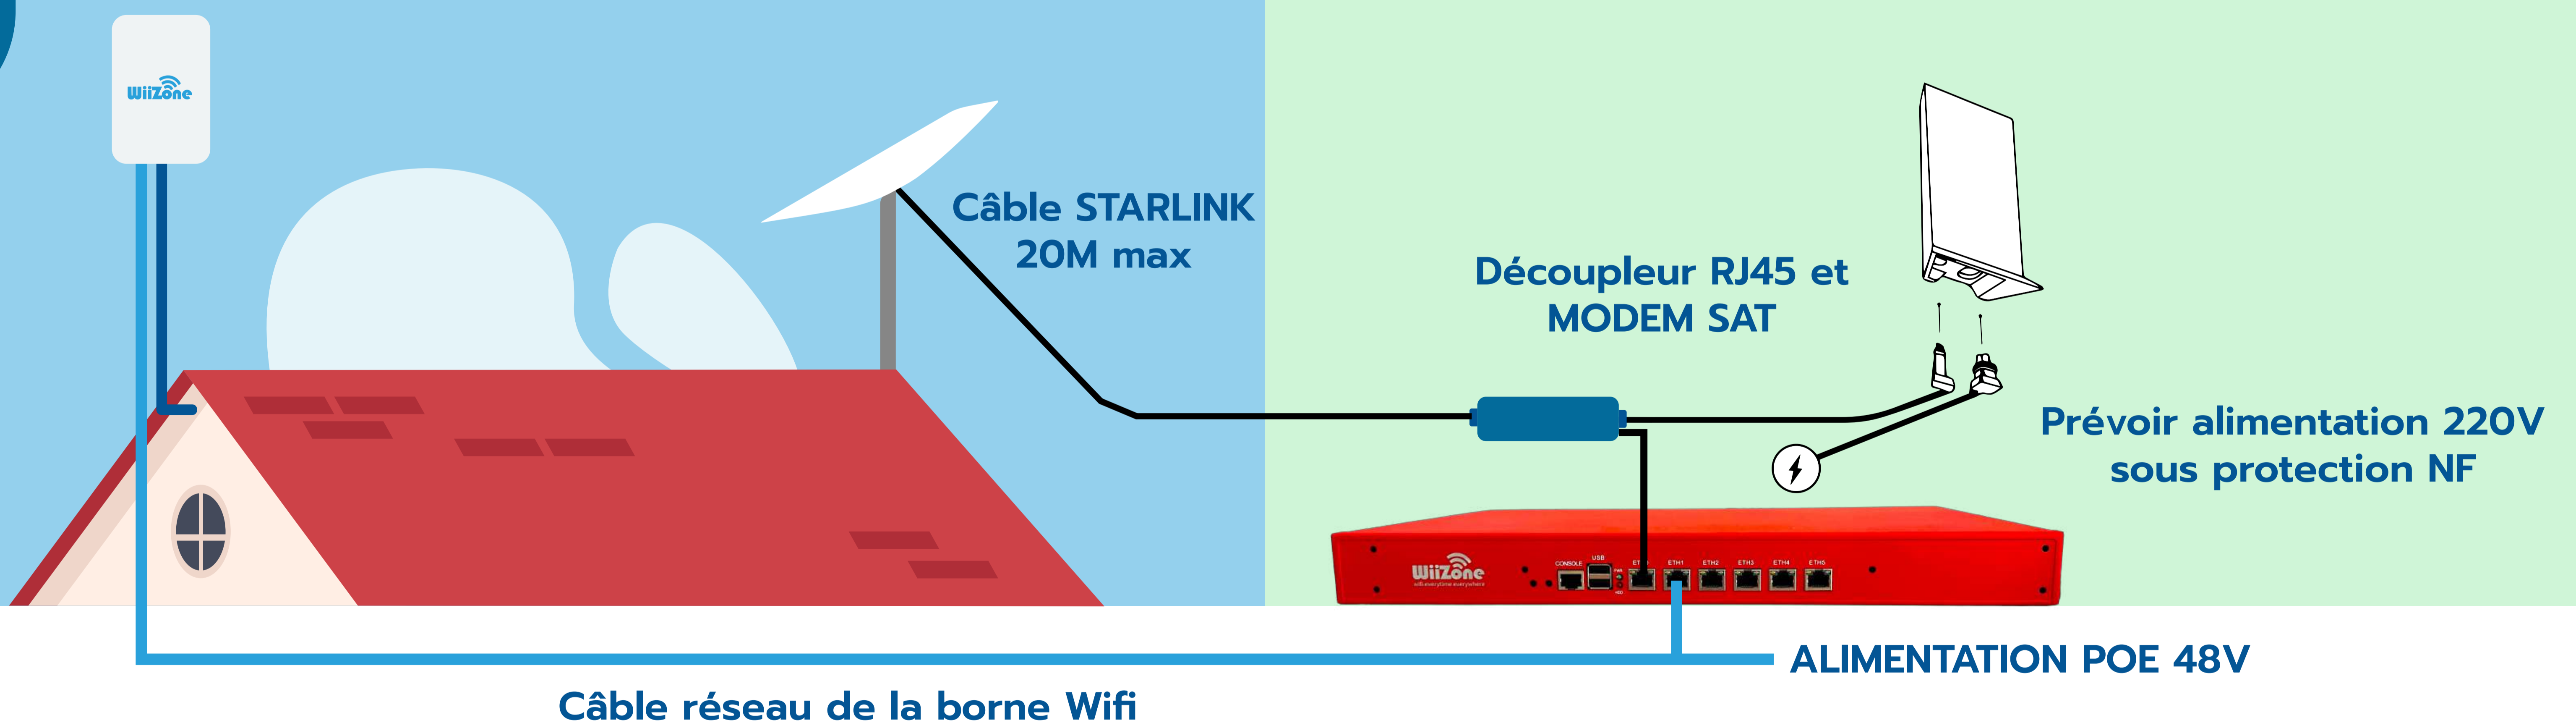 WiiZone
Câble STARLINK
20M max
Découpleur RJ45 et
MODEM SAT
Prévoir alimentation 220V
sous protection NF
WiiZone
CONSOLE
USB
ETH1
ETH2
ETH3
ETH4
ETH5
ALIMENTATION POE 48V
Câble réseau de la borne Wifi